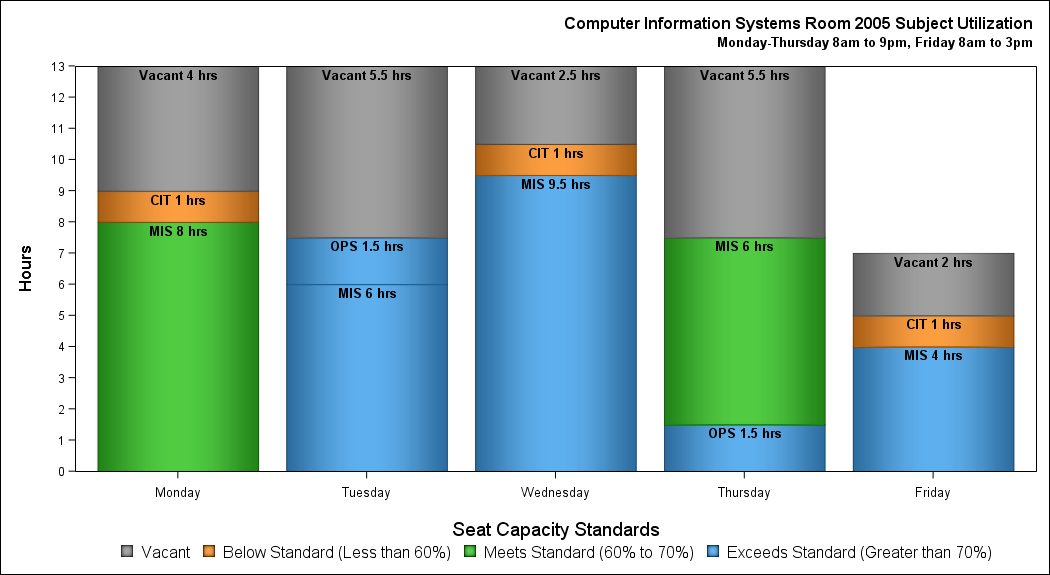 Computer Information Systems Room 2005 Subject Utilization
Monday-Thursday 8am to 9pm, Friday 8am to 3pm
Hours
13
12
11
10
9
8
7
6
5
4
3
2
1
0
Vacant 4 hrs
CIT 1 hrs
MIS 8 hrs
Vacant 5.5 hrs
OPS 1.5 hrs
MIS 6 hrs
Vacant 2.5 hrs
CIT 1 hrs
MIS 9.5 hrs
Vacant 5.5 hrs
MIS 6 hrs
OPS 1.5 hrs
Vacant 2 hrs
CIT 1 hrs
MIS 4 hrs
Monday Tuesday Wednesday Thursday Friday
Seat Capacity Standards
Vacant Below Standard (Less than 60%) Meets Standard (60% to 70%) Exceeds Standard (Greater than 70%)